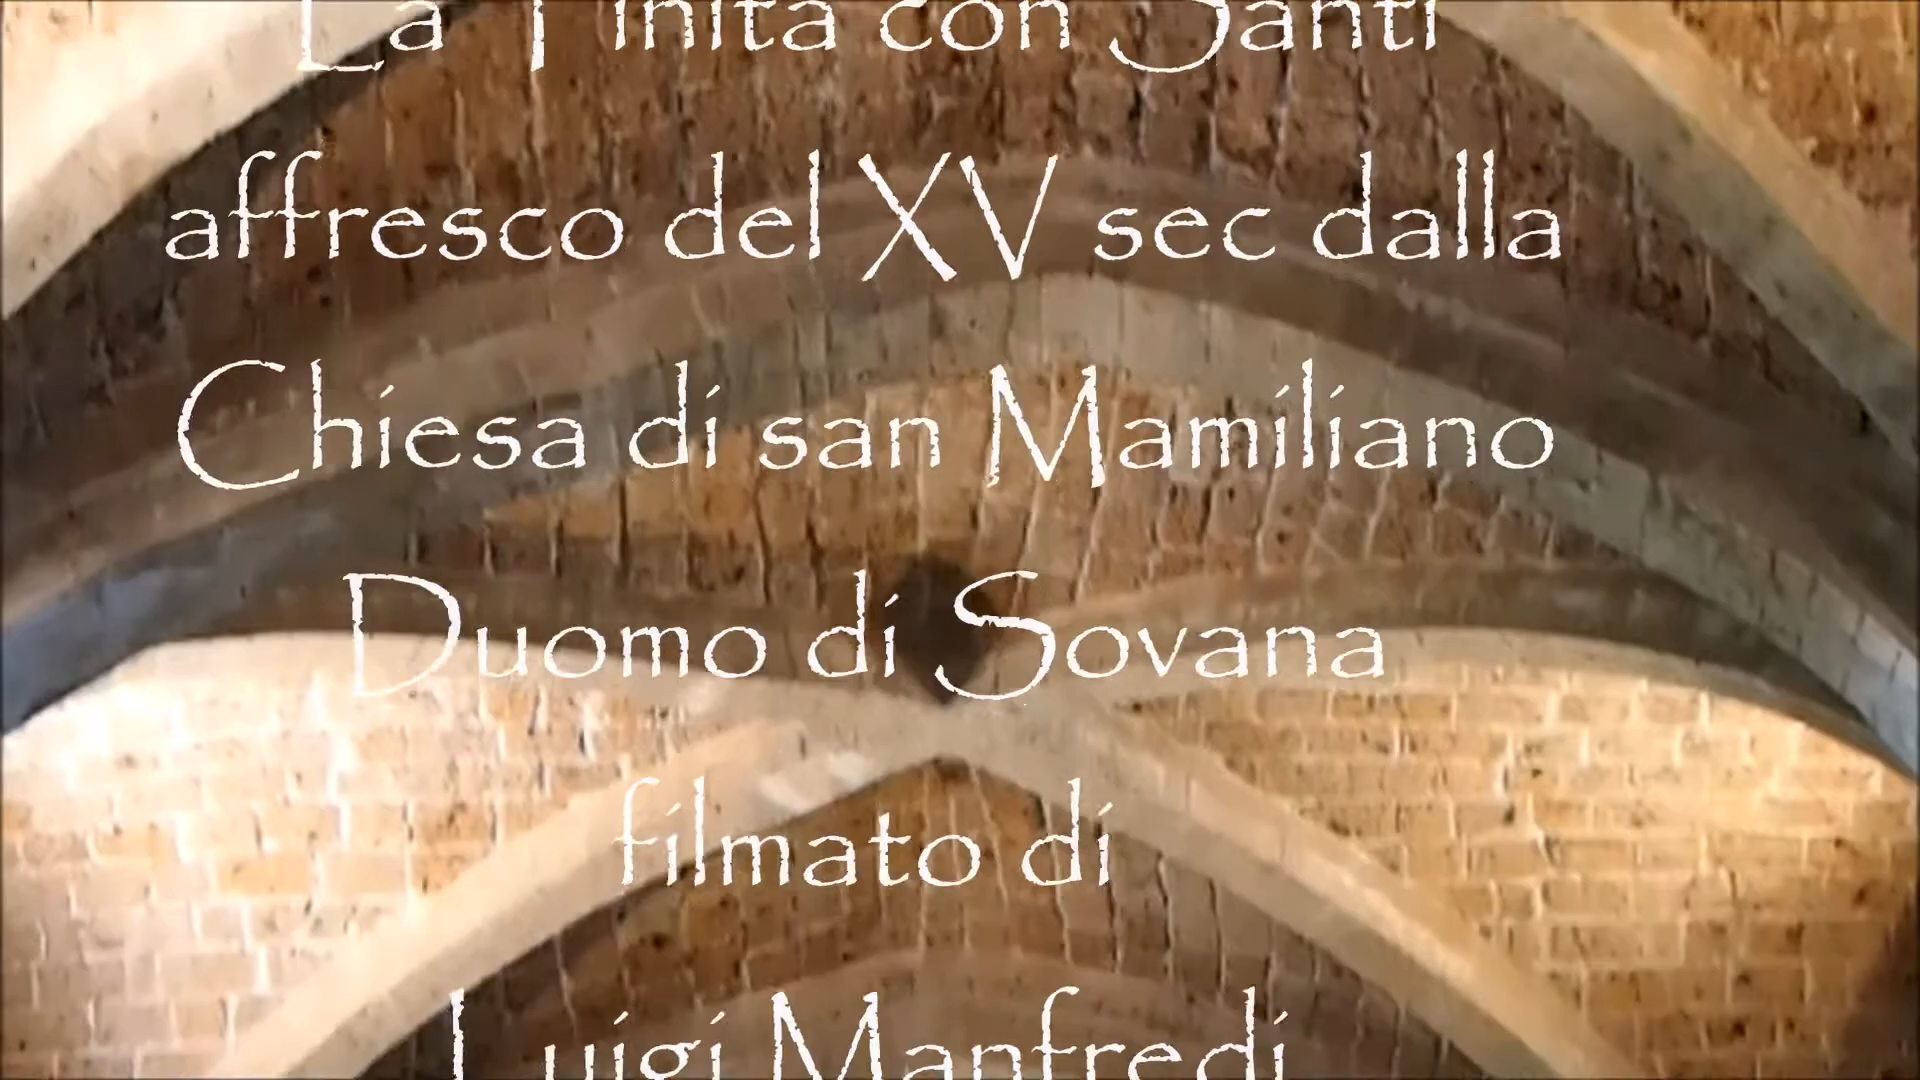 La Tinita con Santi
affresco del XV sec dalla
Chiesa di san Mamiliano
Duomo di Sovana
filmato di
Luigi Manfredi